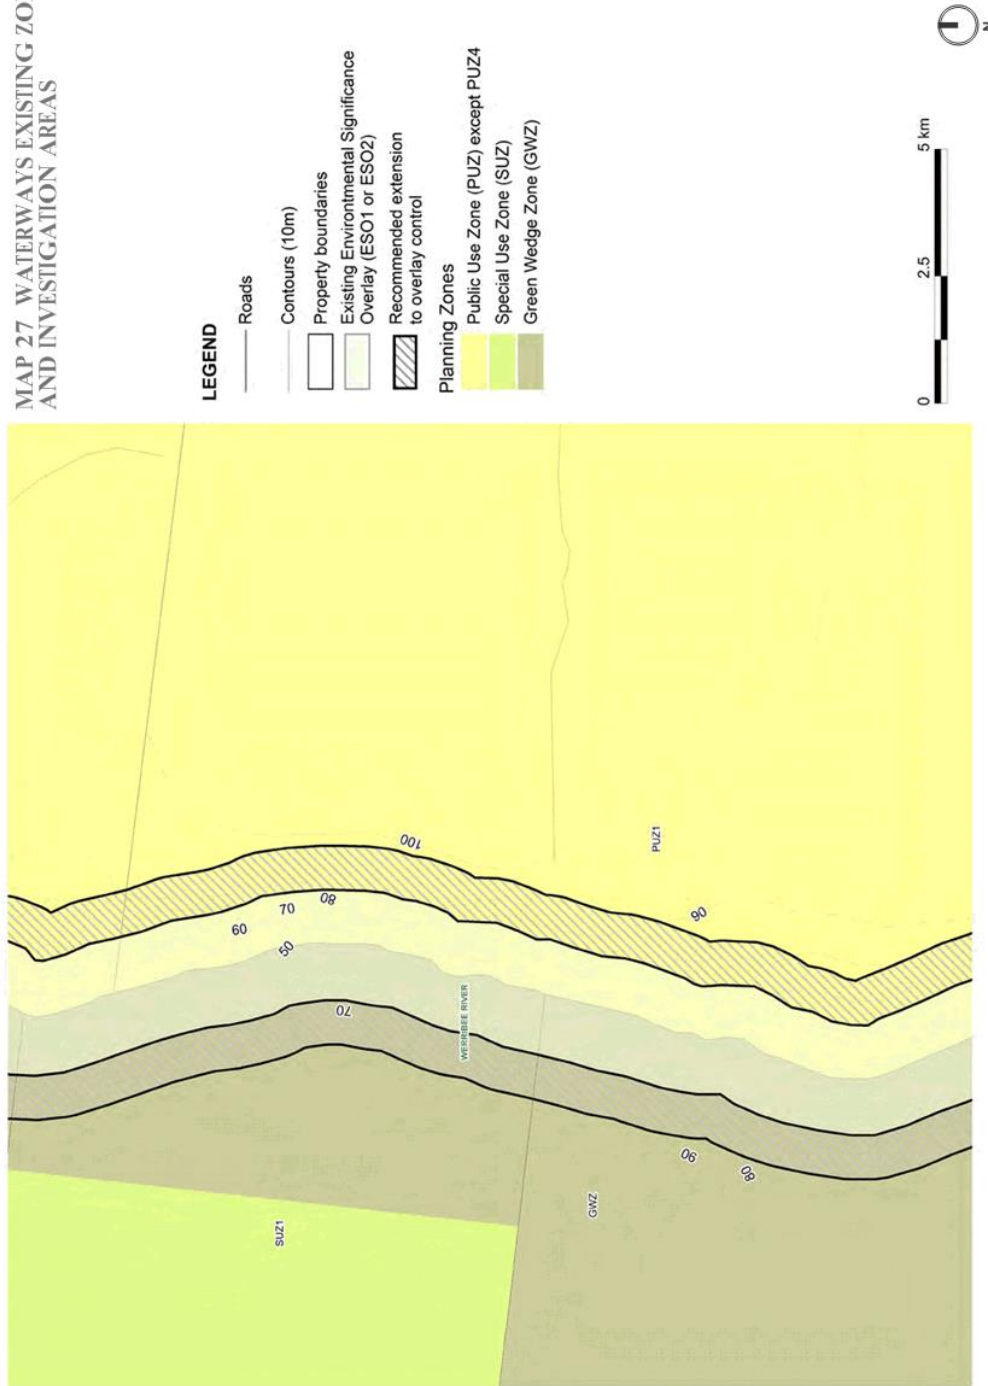 MAP 27 WATERWAYS EXISTING
AND INVESTIGATION AREAS
LEGEND
Roads
Contours (10m)
Property boundaries
Existing Environtmental Significance
Overlay (ESO1 or ESO2)
Recommended extension
to overlay control
Planning Zones
Public Use Zone (PUZ) except PUZ4
Special Use Zone (SUZ)
Green Wedge Zone (GWZ)
0
2.5
5 km
N
SUZ1
GWZ
WERRIBEE RIVER
PUZ1
50
60
70
80
100
70
90
80
90